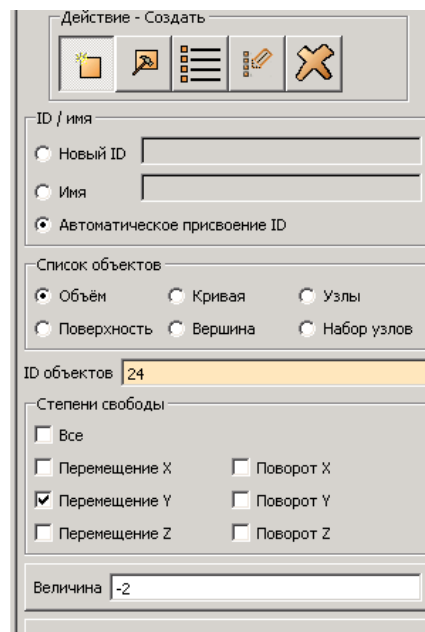 Действие - Создать
ID / имя
Новый ID
Имя
Автоматическое присвоение ID
Список объектов
Объём Кривая Узлы
Поверхность Вершина Набор узлов
ID объектов 24
Степени свободы
Все
Перемещение X Поворот X
Перемещение Y Поворот Y
Перемещение Z Поворот Z
Величина -2